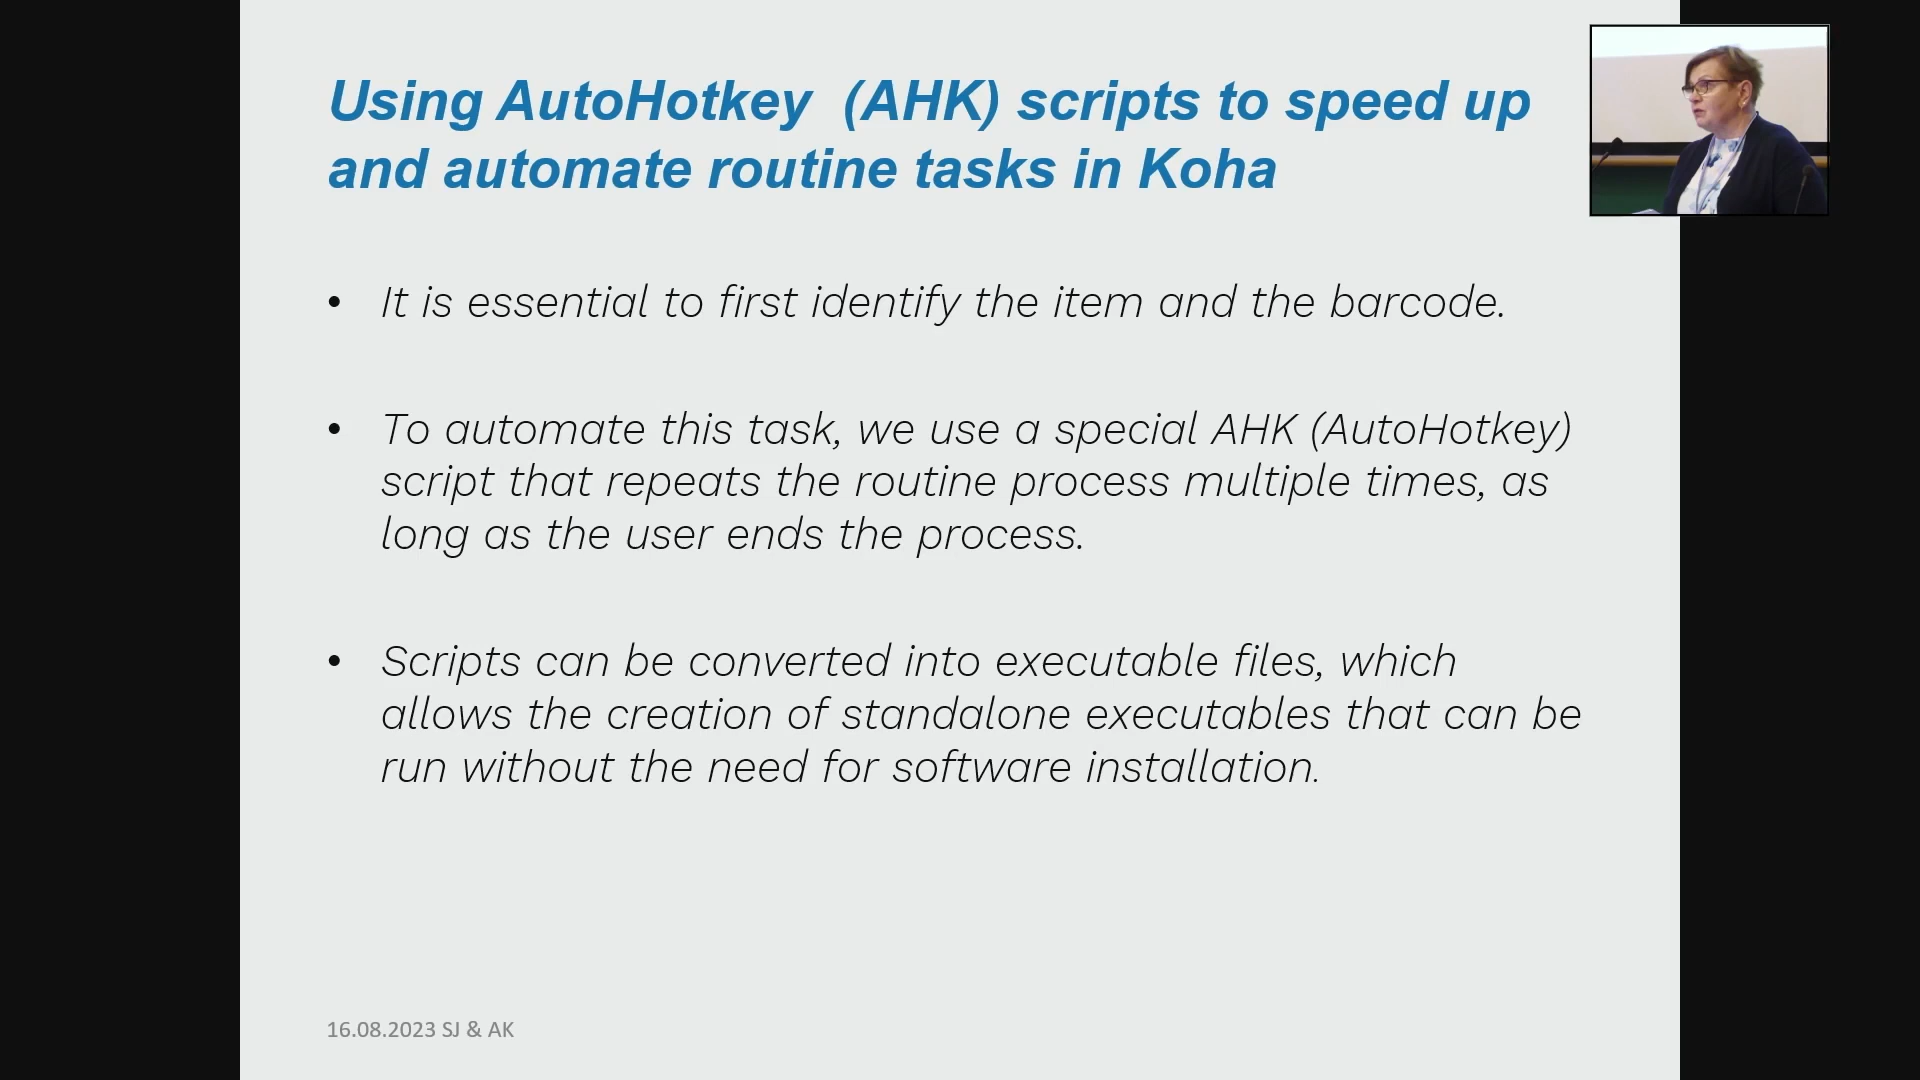 Using AutoHotkey  (AHK) scripts to speed up
and automate routine tasks in Koha
• It is essential to first identify the item and the barcode.
• To automate this task, we use a special AHK (AutoHotkey)
script that repeats the routine process multiple times, as
long as the user ends the process.
• Scripts can be converted into executable files, which
allows the creation of standalone executables that can be
run without the need for software installation.
16.08.2023 SJ & AK